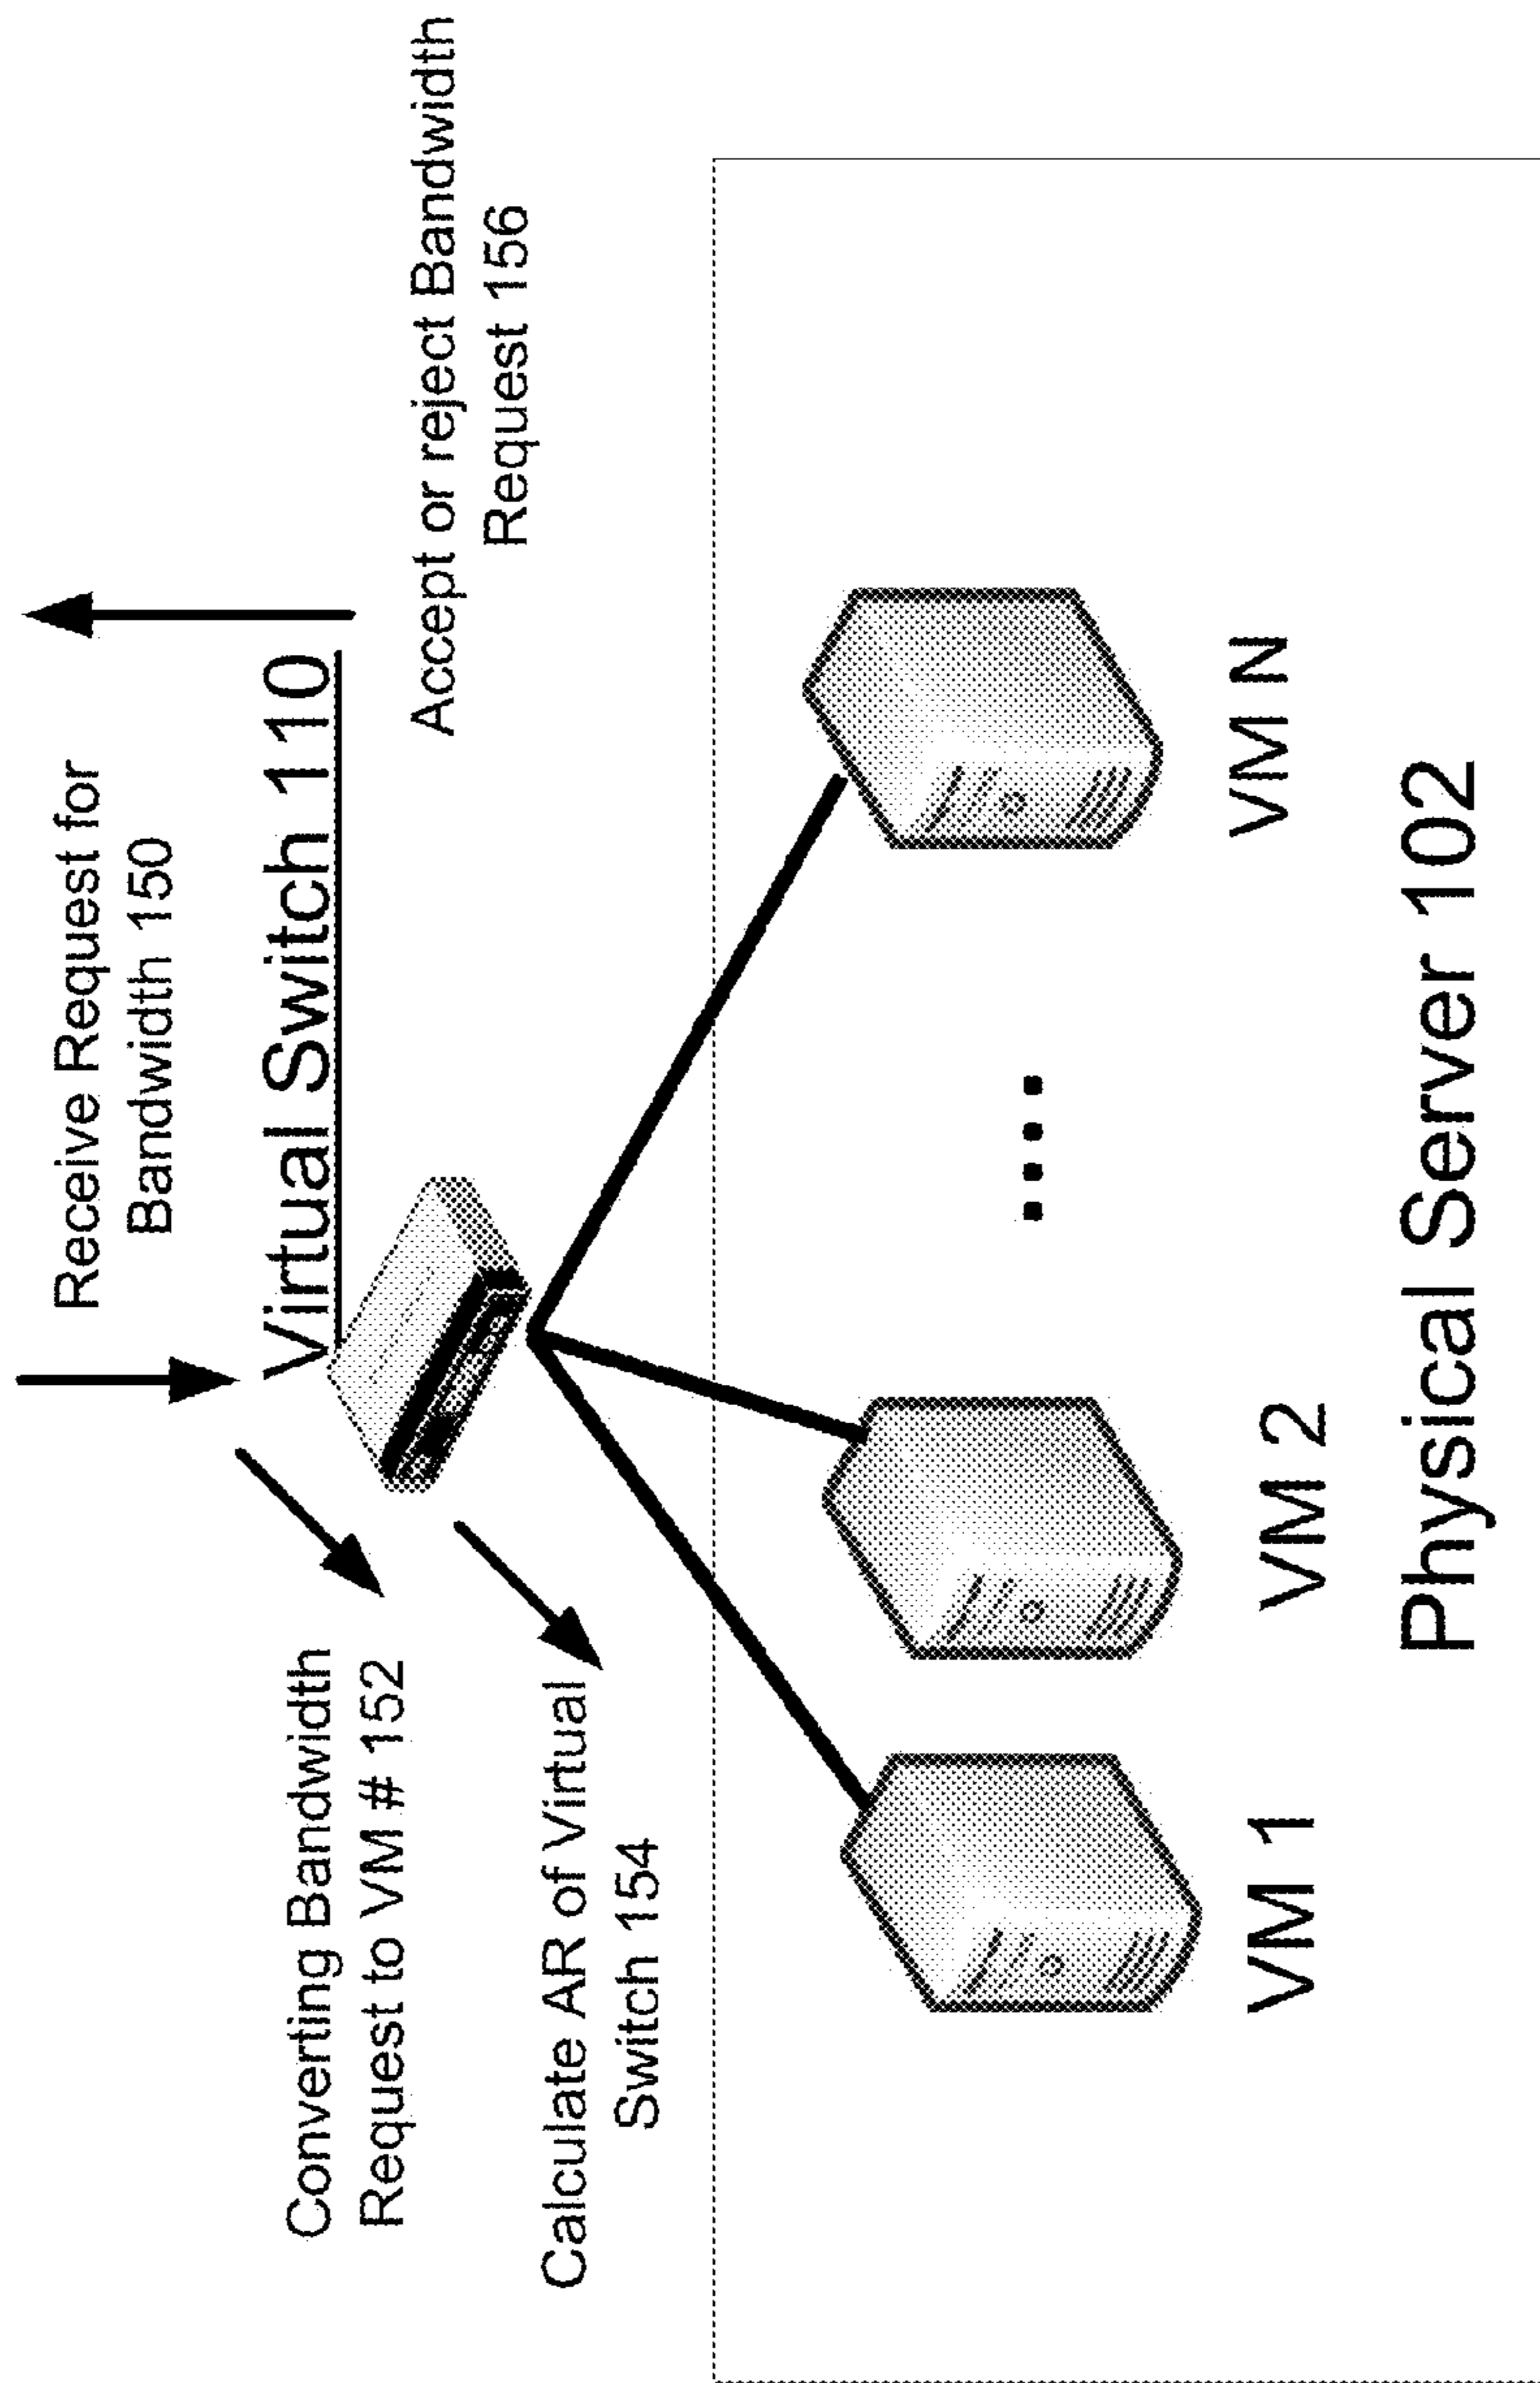 Receive Request for
Bandwidth 150
Virtual Switch 110
Converting Bandwidth
Request to VM # 152
Accept or reject Bandwidth
Request 156
Calculate AR of Virtual
Switch 154
VM 1
VM 2
VM N
Physical Server 102